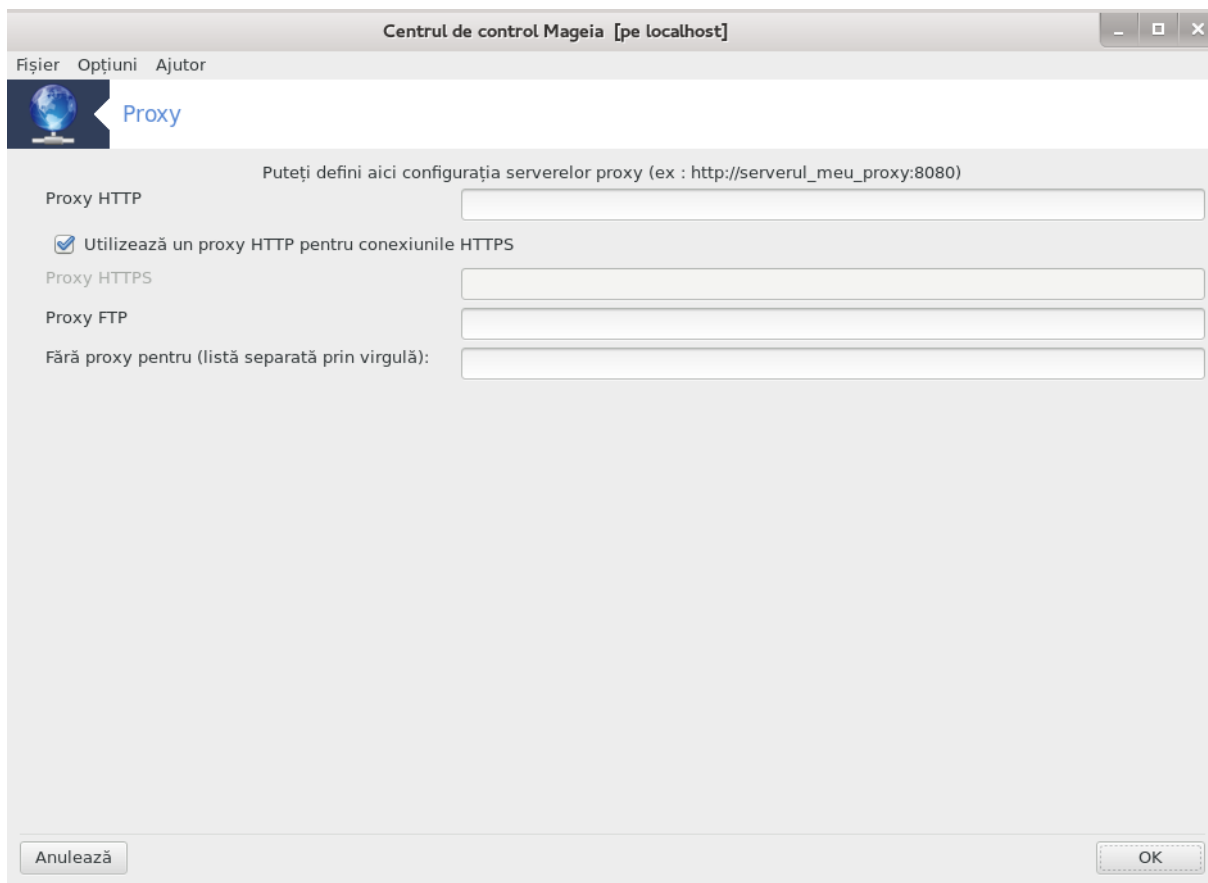 Centrul de control Mageia [pe localhost]
Fișier Opțiuni Ajutor
Proxy
Puteți defini aici configurația serverelor proxy (ex : http://serverul_meu_proxy:8080)
Proxy HTTP
Utilizează un proxy HTTP pentru conexiunile HTTPS
Proxy HTTPS
Proxy FTP
Fără proxy pentru (listă separată prin virgulă):
Anulează OK